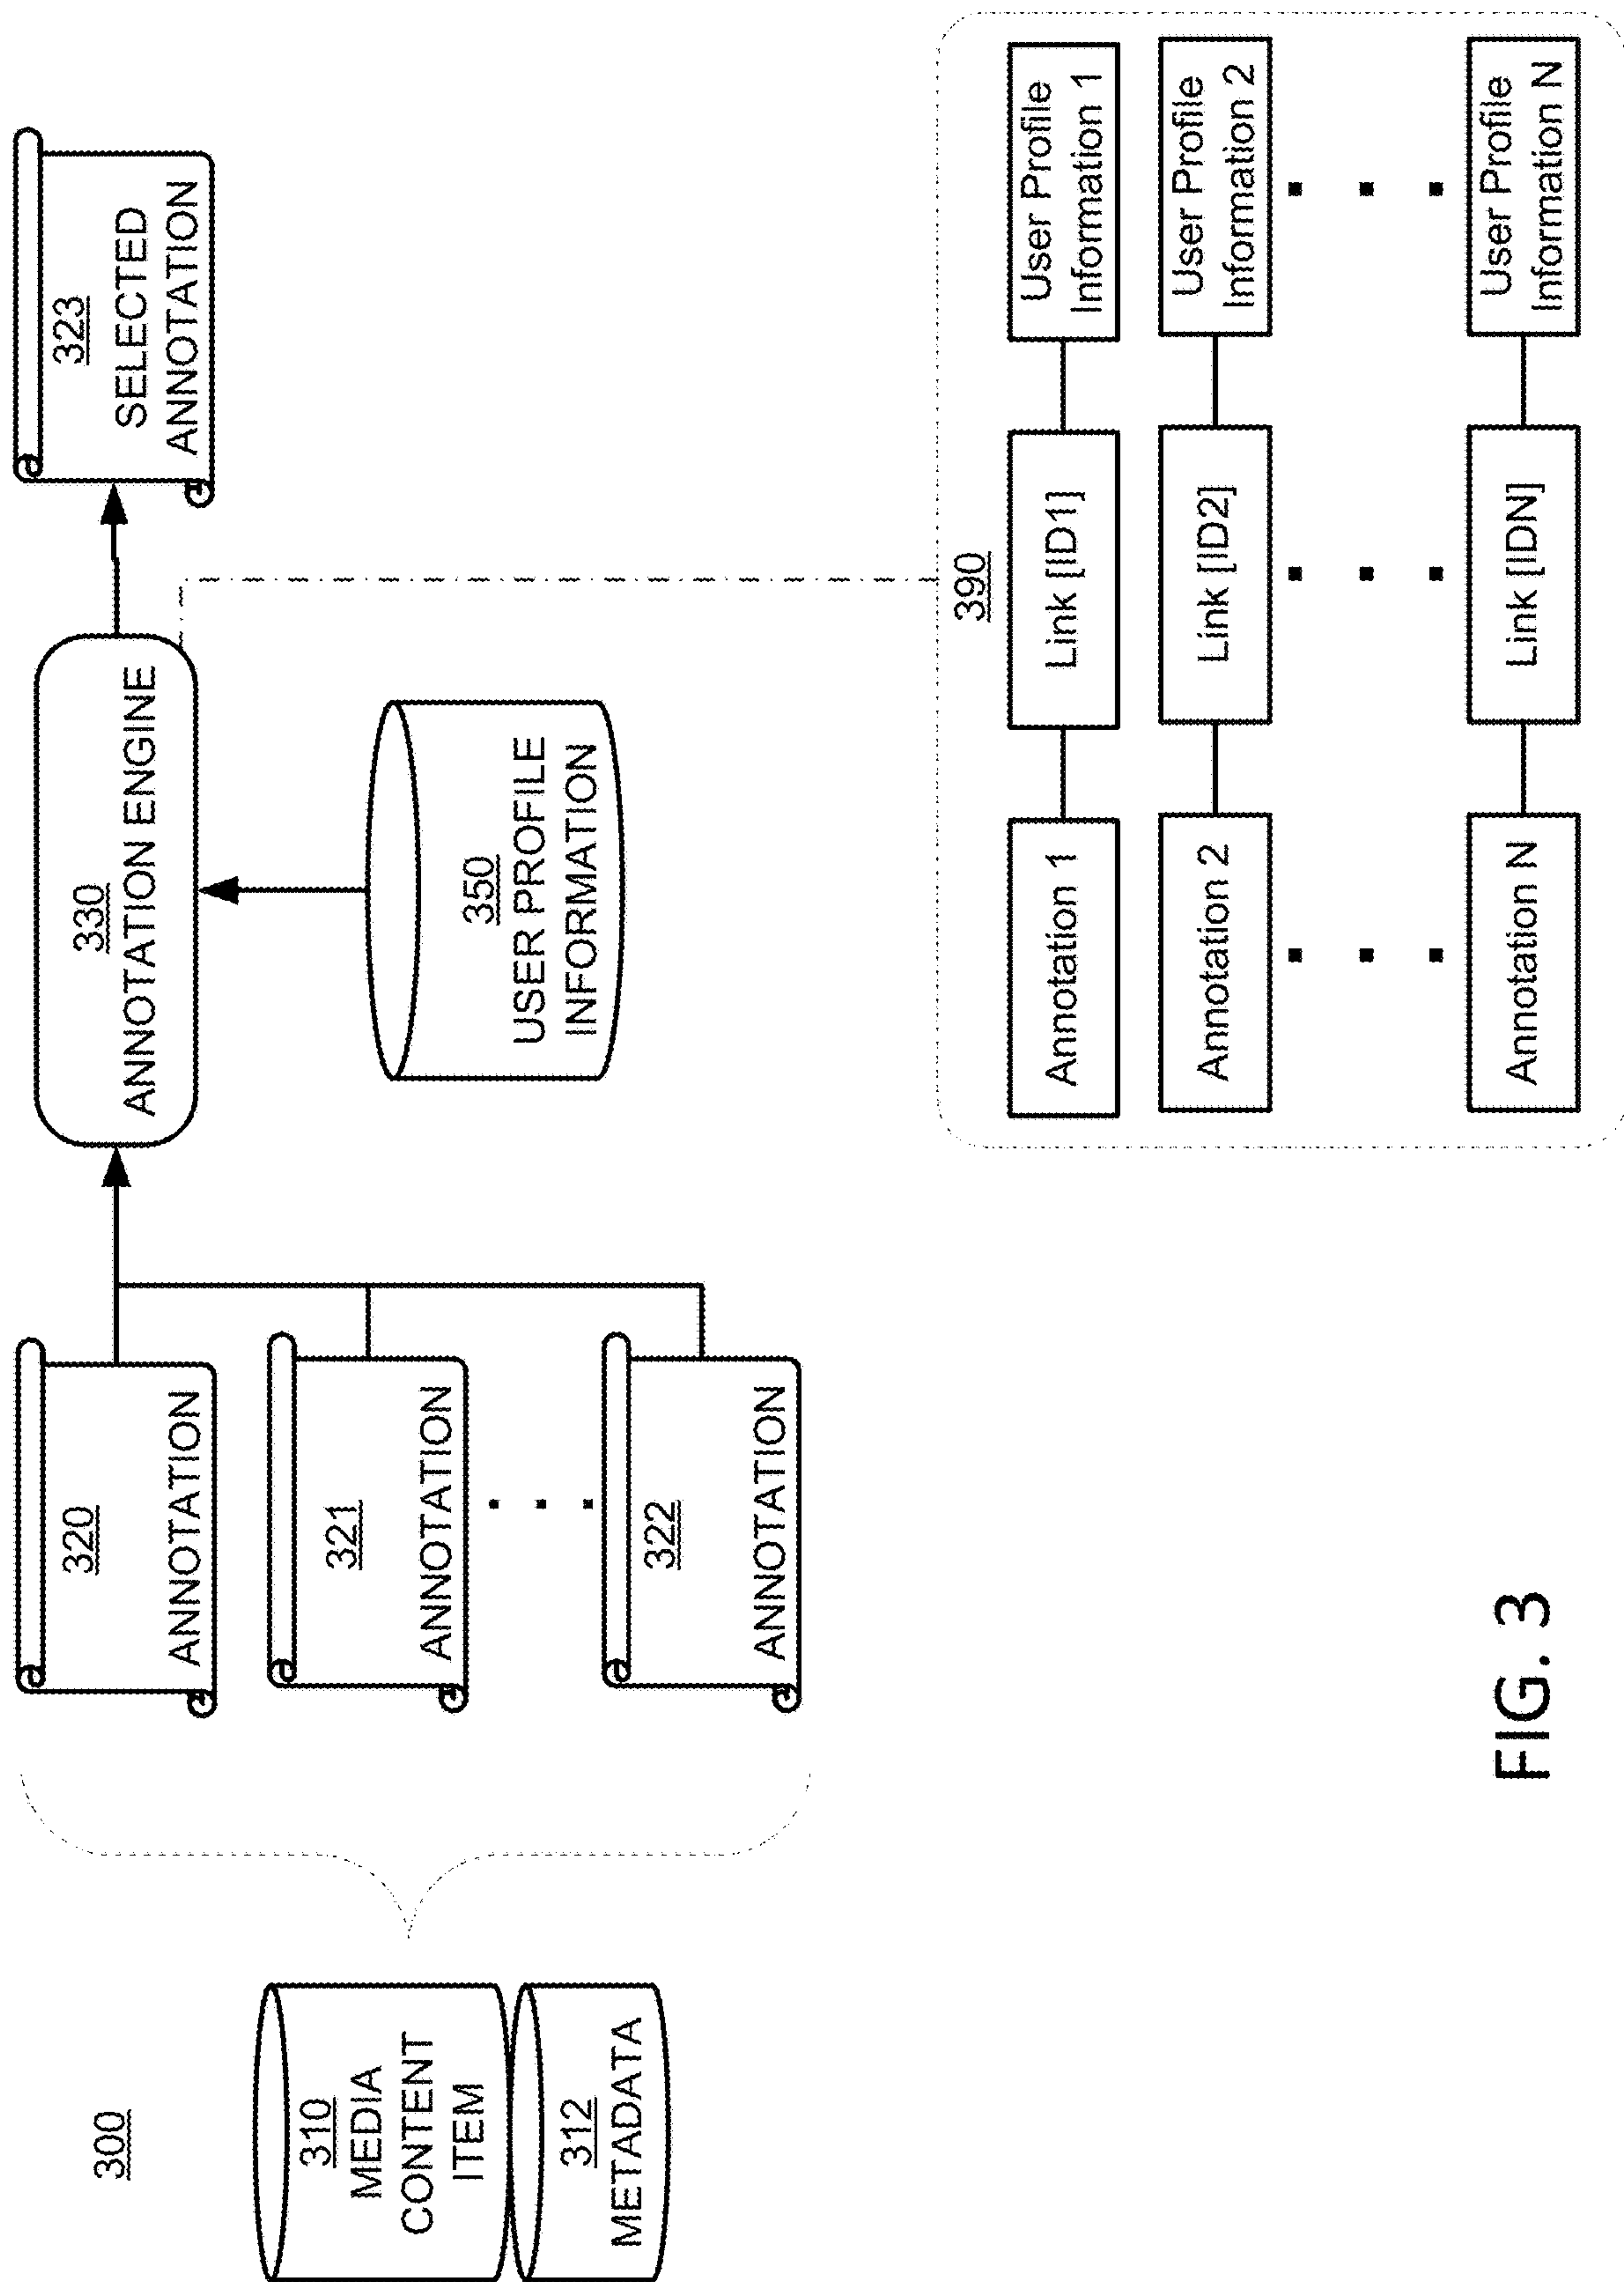 300
310
MEDIA
CONTENT
ITEM
312
METADATA
320
ANNOTATION
321
ANNOTATION
322
ANNOTATION
330
ANNOTATION ENGINE
350
USER PROFILE
INFORMATION
323
SELECTED
ANNOTATION
390
Annotation 1
Link [ID1]
User Profile
Information 1
Annotation 2
Link [ID2]
User Profile
Information 2
Annotation N
Link [IDN]
User Profile
Information N
FIG. 3